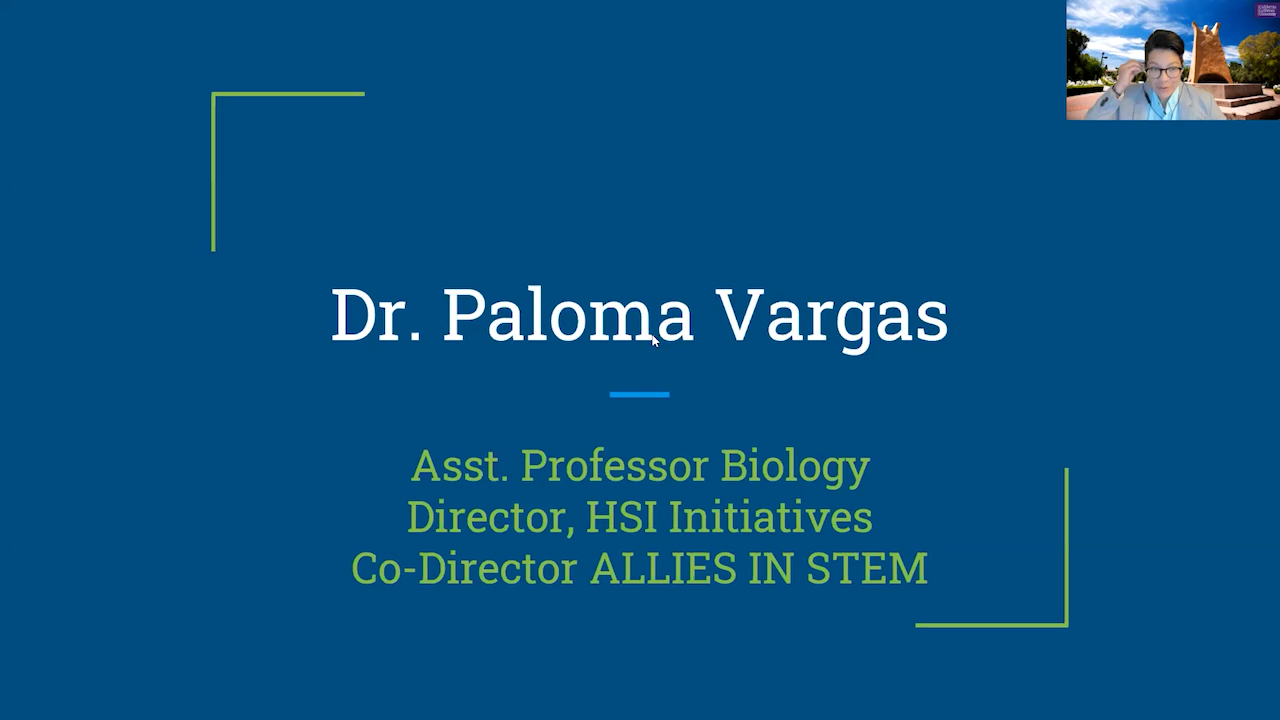 Dr. Paloma Vargas
Asst. Professor Biology
Director, HSI Initiatives
Co-Director ALLIES IN STEM